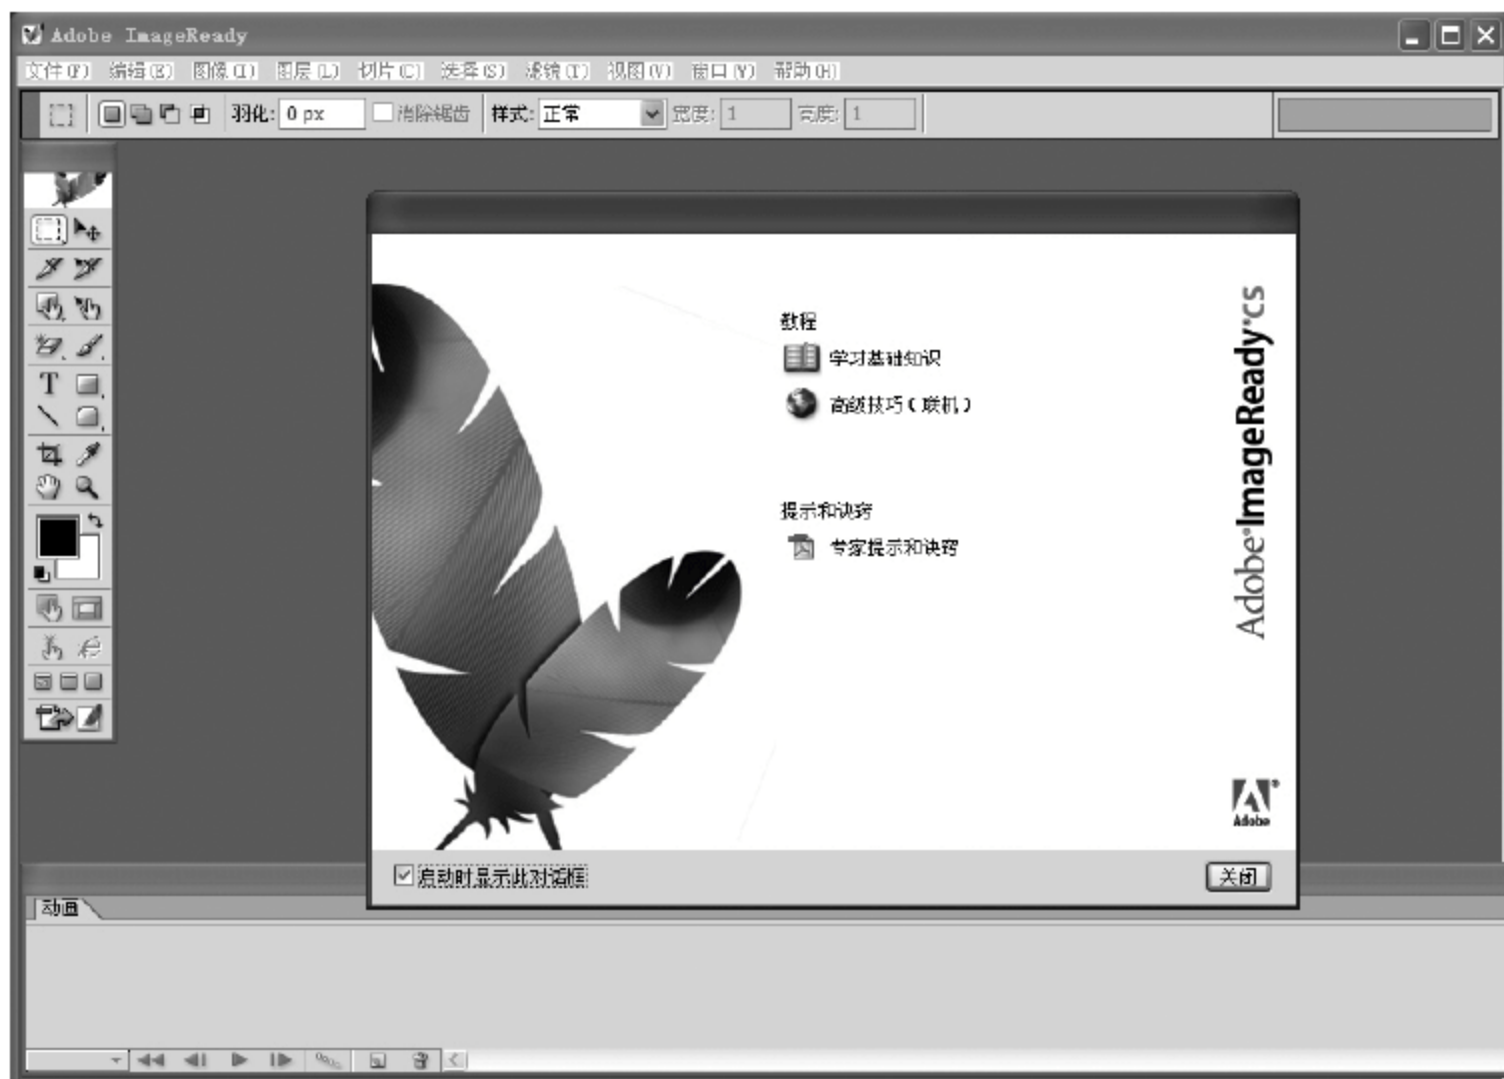 Adobe ImageReady
文件(F) 编辑(E) 图像(I) 图层(L) 切片(C) 选择(S) 滤镜(T) 视图(V) 窗口(W) 帮助(H)
羽化: 0 px 消除锯齿 样式: 正常 宽度: 1 高度: 1
教程
学习基础知识
高级技巧(联机)
提示和诀窍
专家提示和诀窍
Adobe®ImageReady®CS
T
Adobe
启动时显示此对话框
关闭
动画